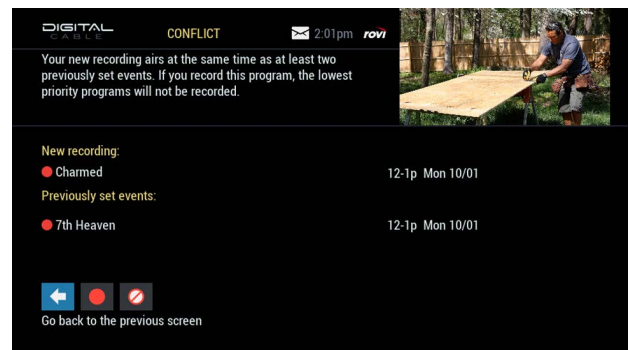 DIGITAL CABLE CONFLICT 2:01pm rovi
Your new recording airs at the same time as at least two
previously set events. If you record this program, the lowest
priority programs will not be recorded.
New recording:
Charmed 12-1p Mon 10/01
Previously set events:
7th Heaven 12-1p Mon 10/01
Go back to the previous screen